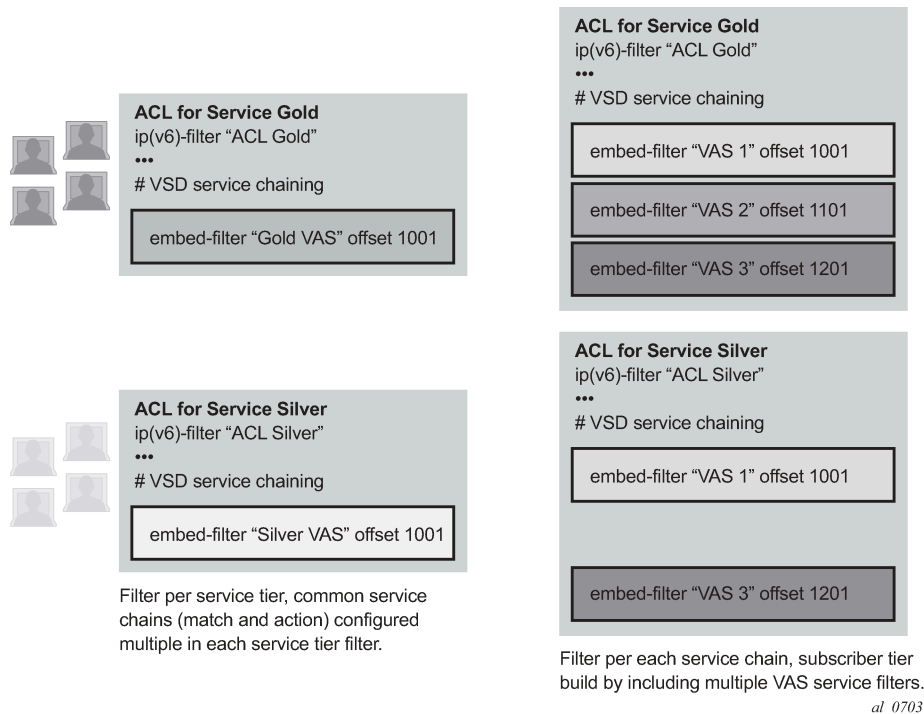 ACL for Service Gold
ip(v6)-filter “ACL Gold”
•••
# VSD service chaining
embed-filter “Gold VAS” offset 1001
ACL for Service Silver
ip(v6)-filter “ACL Silver”
•••
# VSD service chaining
embed-filter “Silver VAS” offset 1001
Filter per service tier, common service
chains (match and action) configured
multiple in each service tier filter.
ACL for Service Gold
ip(v6)-filter “ACL Gold”
•••
# VSD service chaining
embed-filter “VAS 1” offset 1001
embed-filter “VAS 2” offset 1101
embed-filter “VAS 3” offset 1201
ACL for Service Silver
ip(v6)-filter “ACL Silver”
•••
# VSD service chaining
embed-filter “VAS 1” offset 1001
embed-filter “VAS 3” offset 1201
Filter per each service chain, subscriber tier
build by including multiple VAS service filters.
al_0703